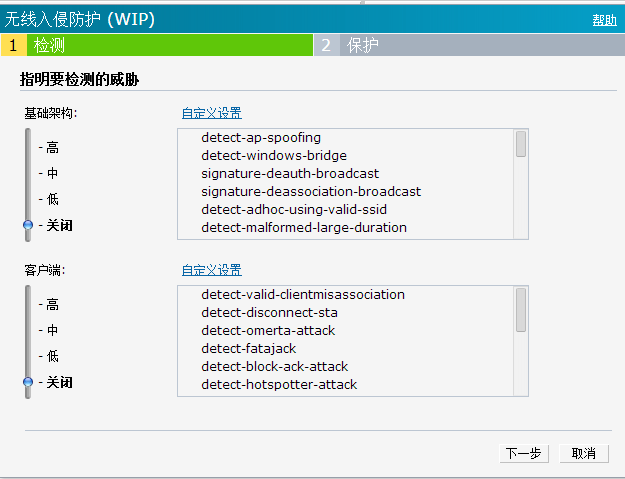 无线入侵防护 (WIP) 帮助
1 检测 2 保护
指明要检测的威胁
基础架构: 自定义设置
- 高
- 中
- 低
- 关闭
detect-ap-spoofing
detect-windows-bridge
signature-deauth-broadcast
signature-deassociation-broadcast
detect-adhoc-using-valid-ssid
detect-malformed-large-duration
客户端: 自定义设置
- 高
- 中
- 低
- 关闭
detect-valid-clientmisassociation
detect-disconnect-sta
detect-omerta-attack
detect-fatajack
detect-block-ack-attack
detect-hotspotter-attack
下一步 取消